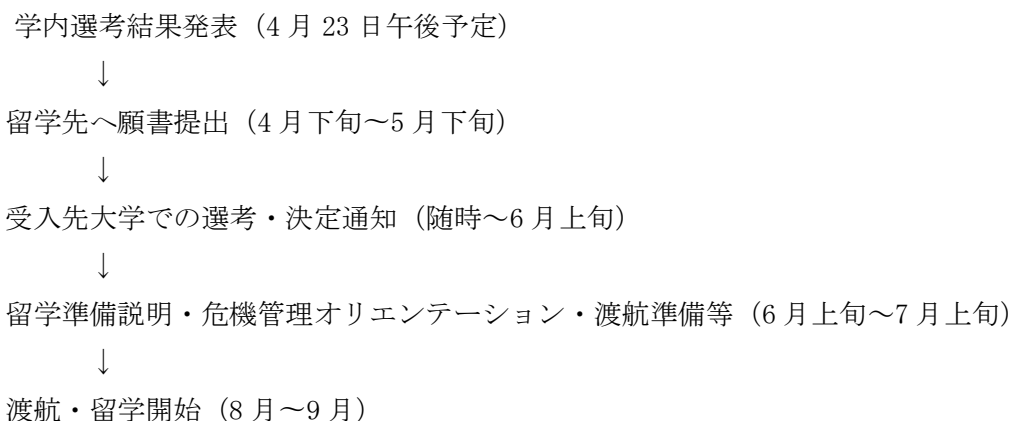 学内選考結果発表（4 月 23 日午後予定）
↓
留学先へ願書提出（4 月下旬～5 月下旬）
↓
受入先大学での選考・決定通知（随時～6 月上旬）
↓
留学準備説明・危機管理オリエンテーション・渡航準備等（6 月上旬～7 月上旬）
↓
渡航・留学開始（8 月～9 月）